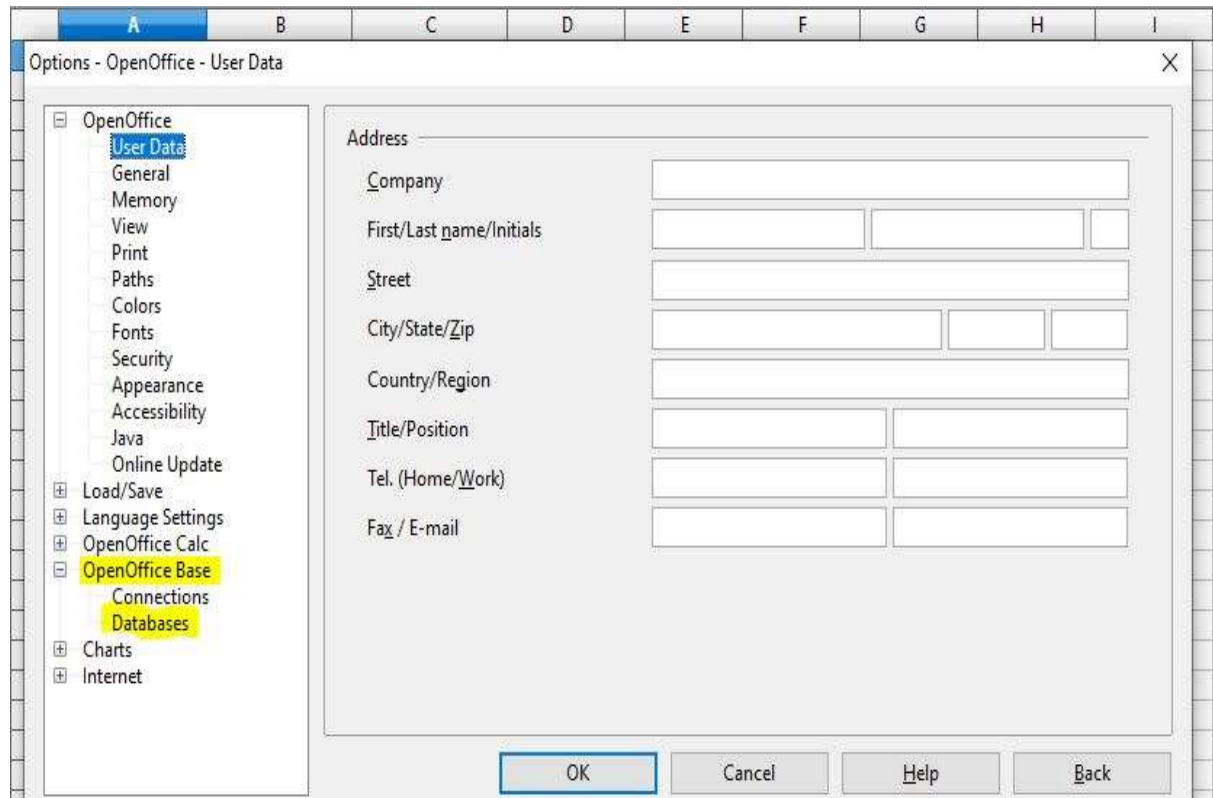 A B C D E F G H I
Options - OpenOffice - User Data
OpenOffice
User Data
General
Memory
View
Print
Paths
Colors
Fonts
Security
Appearance
Accessibility
Java
Online Update
Load/Save
Language Settings
OpenOffice Calc
OpenOffice Base
Connections
Databases
Charts
Internet
Address
Company
First/Last name/Initials
Street
City/State/Zip
Country/Region
Title/Position
Tel. (Home/Work)
Fax / E-mail
OK Cancel Help Back